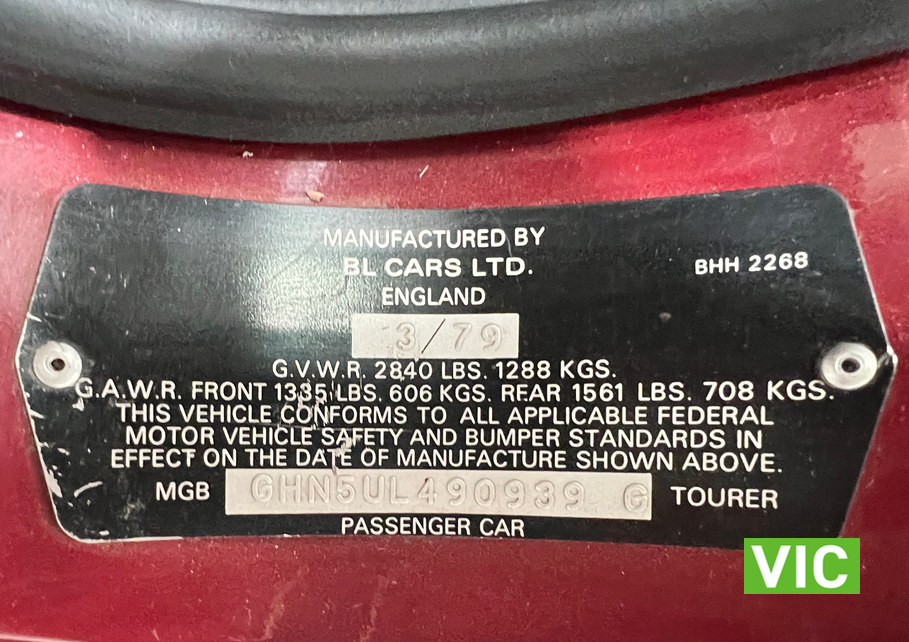 MANUFACTURED BY
BL CARS LTD.
BHH 2268
ENGLAND
3/79
G.V.W.R. 2840 LBS. 1288 KGS.
G.A.W.R. FRONT 1335 LBS. 606 KGS. REAR 1561 LBS. 708 KGS.
THIS VEHICLE CONFORMS TO ALL APPLICABLE FEDERAL
MOTOR VEHICLE SAFETY AND BUMPER STANDARDS IN
EFFECT ON THE DATE OF MANUFACTURE SHOWN ABOVE.
MGB GHN5UL490939 G TOURER
PASSENGER CAR
VIC